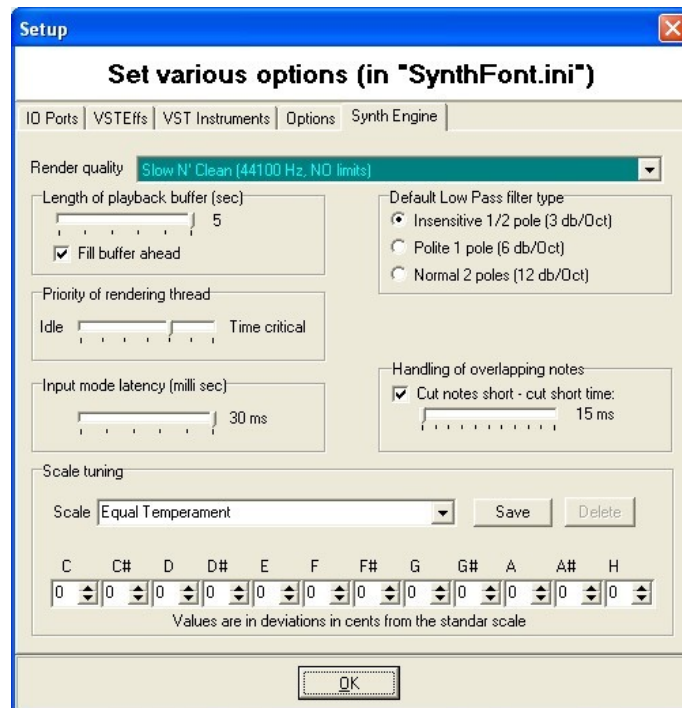 Setup
Set various options (in "SynthFont.ini")
IO Ports VSTEffs VST Instruments Options Synth Engine
Render quality Slow N' Clean (44100 Hz, NO limits)
Length of playback buffer (sec)
5
Fill buffer ahead
Default Low Pass filter type
Insensitive 1/2 pole (3 db/Oct)
Polite 1 pole (6 db/Oct)
Normal 2 poles (12 db/Oct)
Priority of rendering thread
Idle Time critical
Input mode latency (milli sec)
30 ms
Handling of overlapping notes
Cut notes short - cut short time:
15 ms
Scale tuning
Scale Equal Temperament Save Delete
C C# D D# E F F# G G# A A# H
0 0 0 0 0 0 0 0 0 0 0 0
Values are in deviations in cents from the standar scale
OK